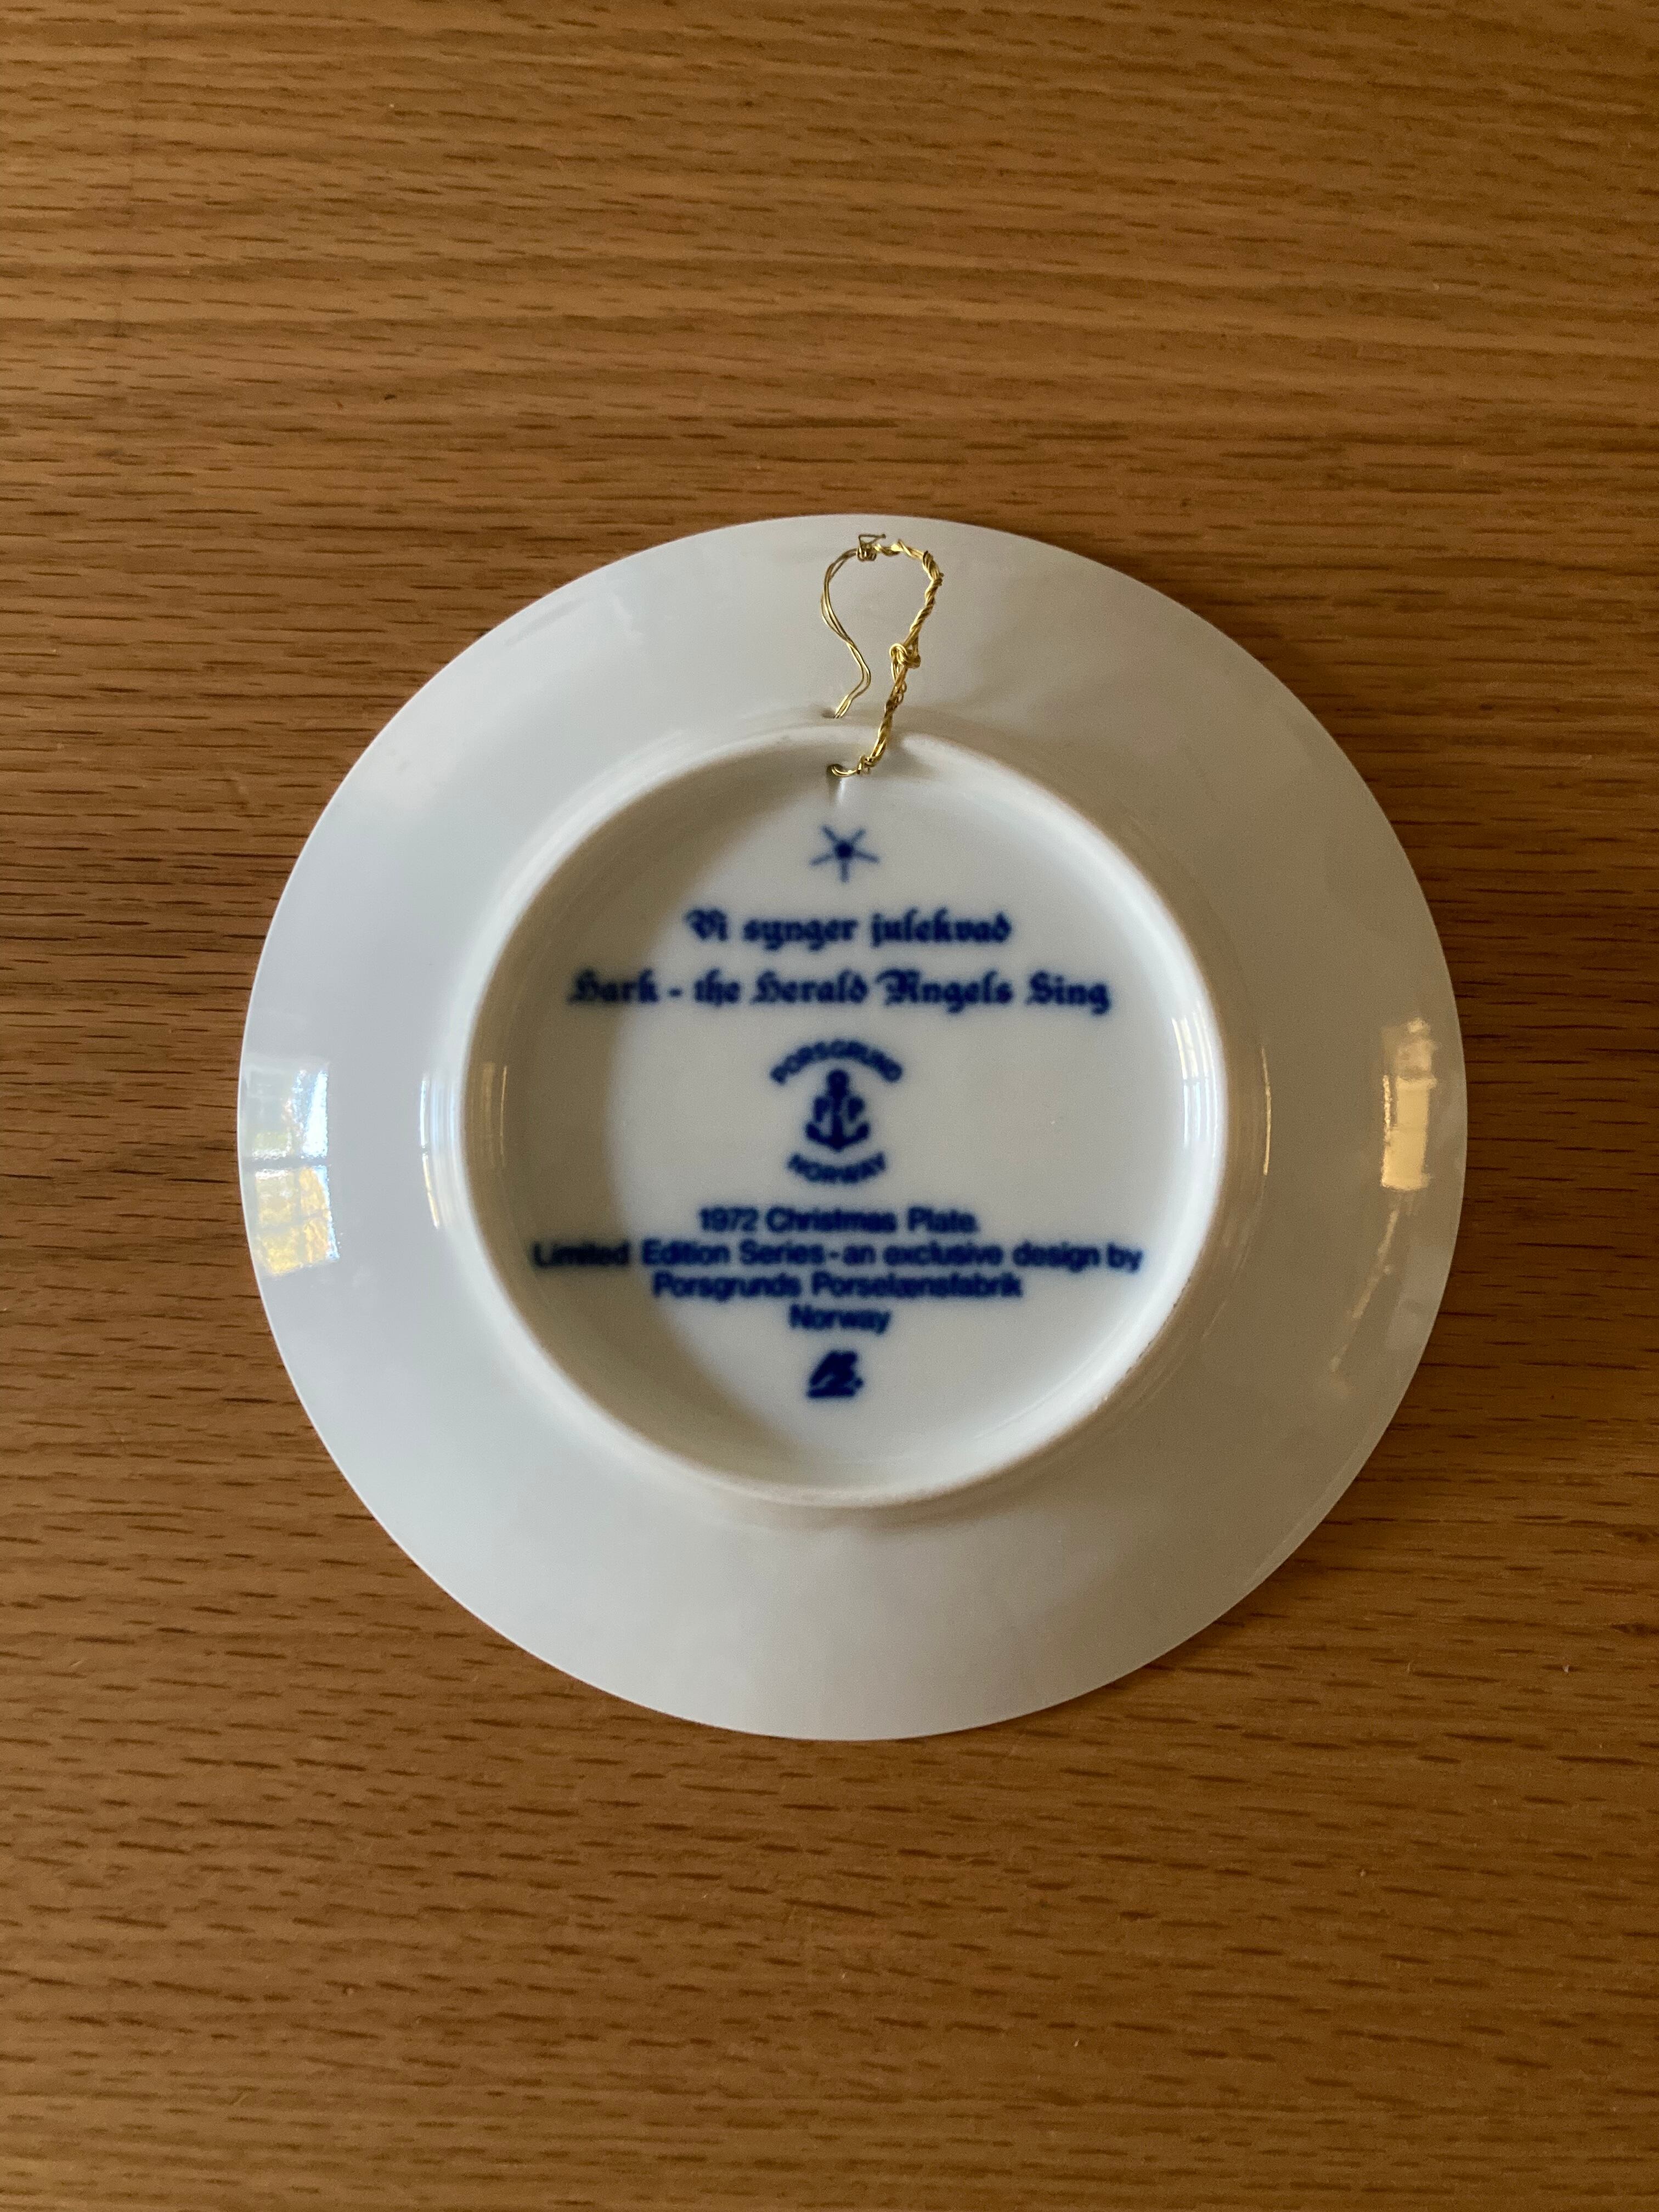 Vi synger julekvad
Hark - the Herald Angels Sing
PORSGRUND
P P
NORWAY
1972 Christmas Plate.
Limited Edition Series - an exclusive design by
Porsgrunds Porselænsfabrik
Norway